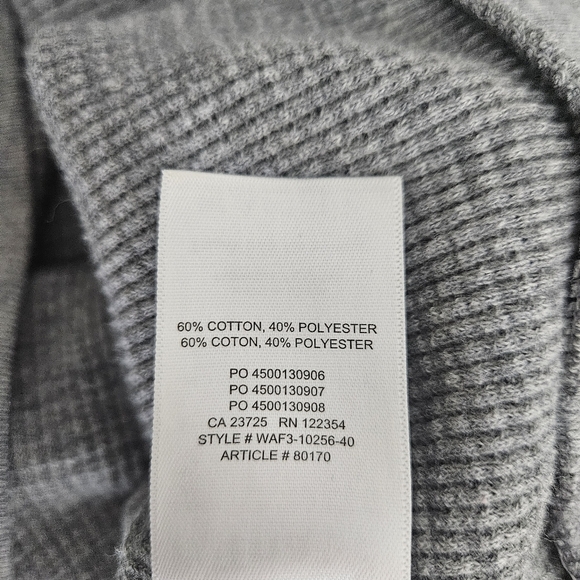 60% COTTON, 40% POLYESTER
60% COTON, 40% POLYESTER
PO 4500130906
PO 4500130907
PO 4500130908
CA 23725 RN 122354
STYLE # WAF3-10256-40
ARTICLE # 80170